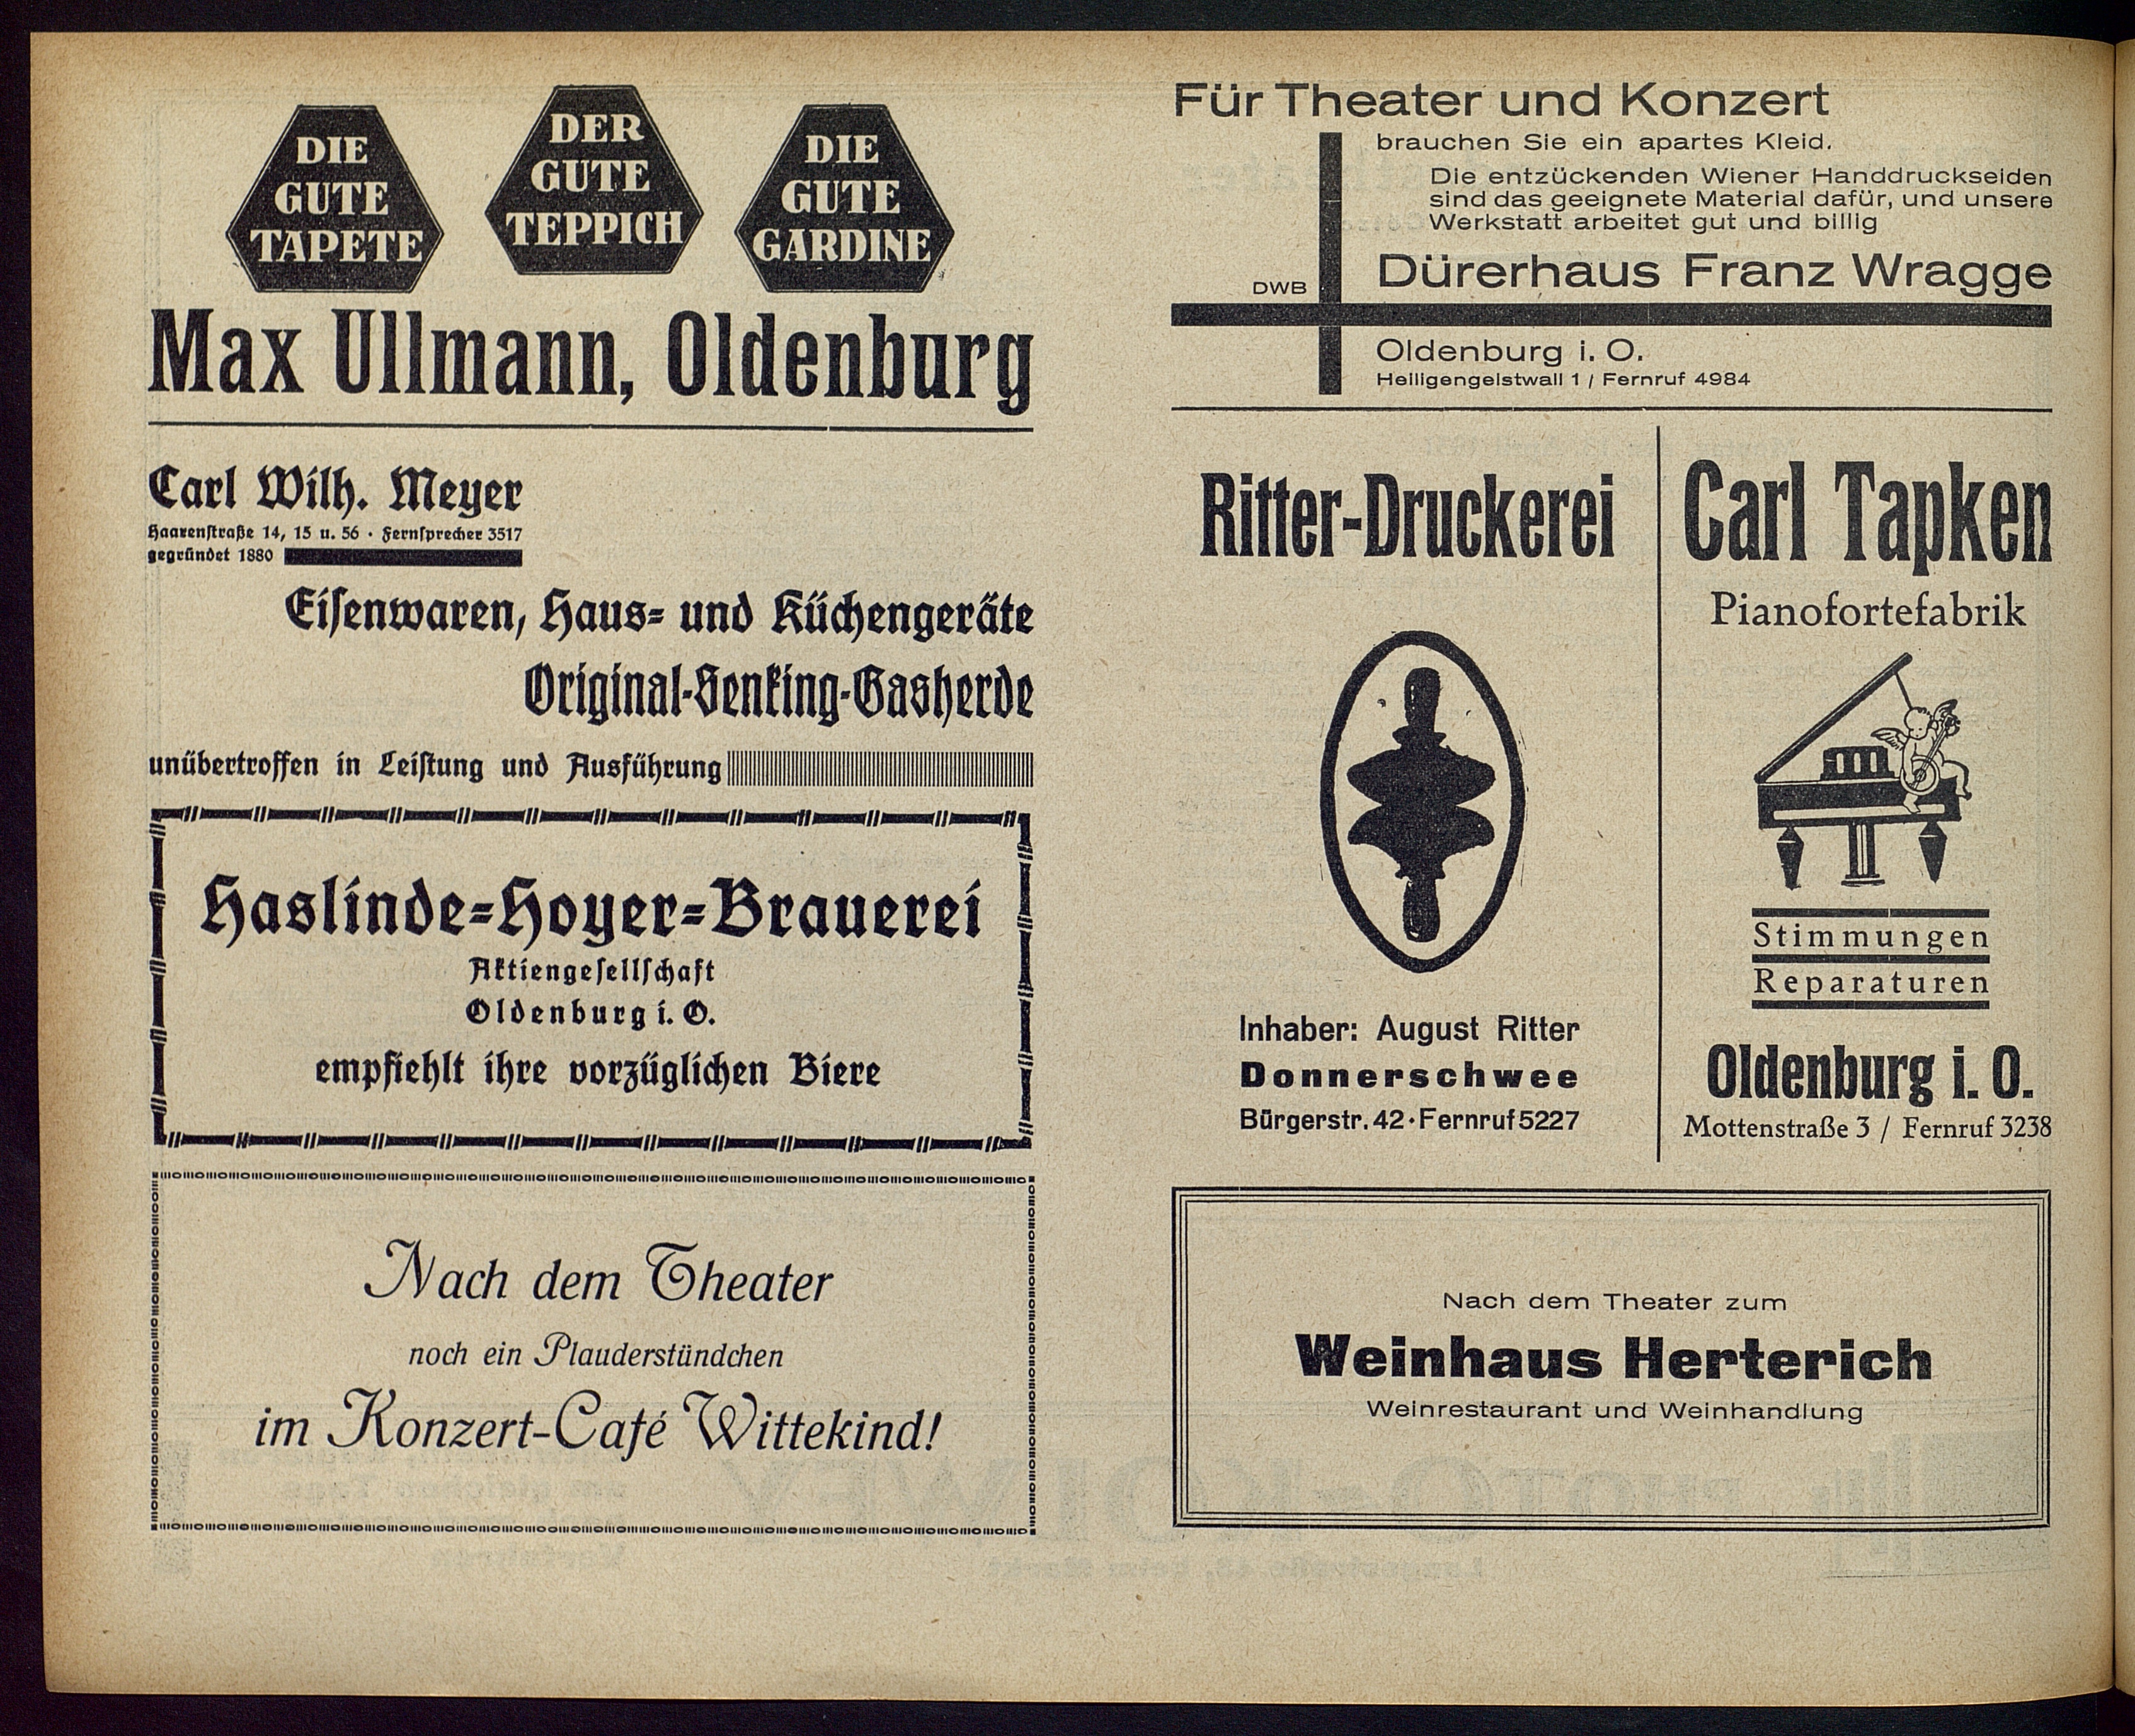 DIE
GUTE
TAPETE
DER
GUTE
TEPPICH
DIE
GUTE
GARDINE
Max Ullmann, Oldenburg
Carl Wilh. Meyer
Haarenstraße 14, 15 u. 56 · Fernsprecher 3517
gegründet 1880
Eisenwaren, Haus- und Küchengeräte
Original-Senking-Gasherde
unübertroffen in Leistung und Ausführung
Haslinde-Hoyer-Brauerei
Aktiengesellschaft
Oldenburg i. O.
empfiehlt ihre vorzüglichen Biere
Nach dem Theater
noch ein Plauderstündchen
im Konzert-Café Wittekind!
Für Theater und Konzert
brauchen Sie ein apartes Kleid.
Die entzückenden Wiener Handdruckseiden
sind das geeignete Material dafür, und unsere
Werkstatt arbeitet gut und billig
DWB
Dürerhaus Franz Wragge
Oldenburg i. O.
Heiligengeistwall 1 / Fernruf 4984
Ritter-Druckerei
Inhaber: August Ritter
Donnerschwee
Bürgerstr. 42 · Fernruf 5227
Carl Tapken
Pianofortefabrik
Stimmungen
Reparaturen
Oldenburg i. O.
Mottenstraße 3 / Fernruf 3238
Nach dem Theater zum
Weinhaus Herterich
Weinrestaurant und Weinhandlung